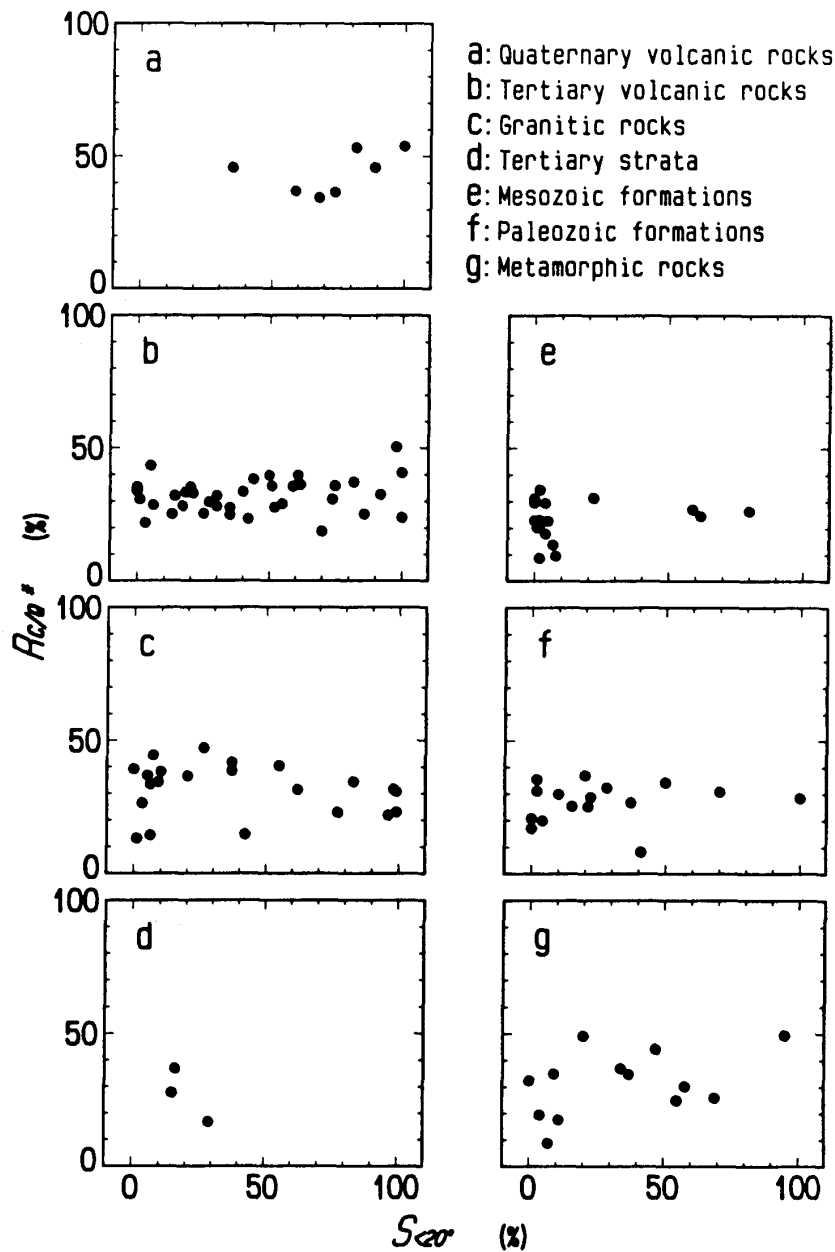 100
50
0
a
a: Quaternary volcanic rocks
b: Tertiary volcanic rocks
c: Granitic rocks
d: Tertiary strata
e: Mesozoic formations
f: Paleozoic formations
g: Metamorphic rocks
100
50
0
b
e
100
50
0
c
f
100
50
0
d
g
(%)
0 50 100
0 50 100
S<20° (%)